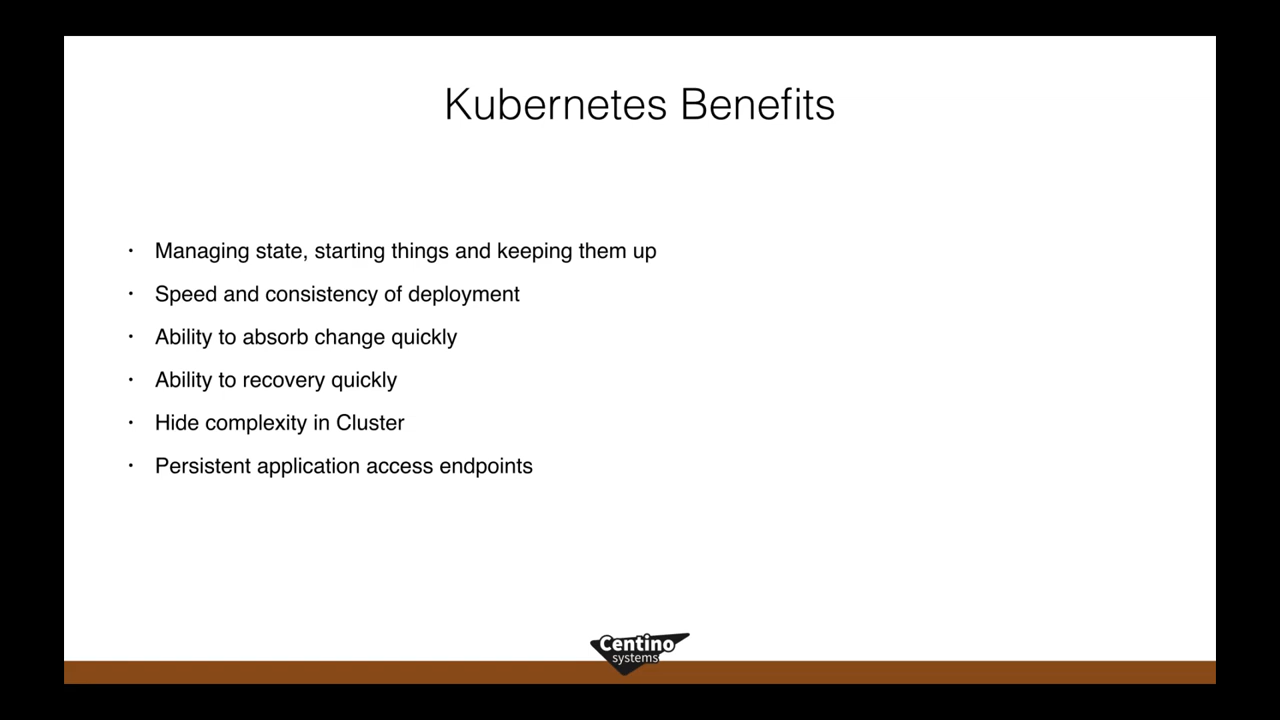 Kubernetes Benefits
• Managing state, starting things and keeping them up
• Speed and consistency of deployment
• Ability to absorb change quickly
• Ability to recovery quickly
• Hide complexity in Cluster
• Persistent application access endpoints
Centino
systems